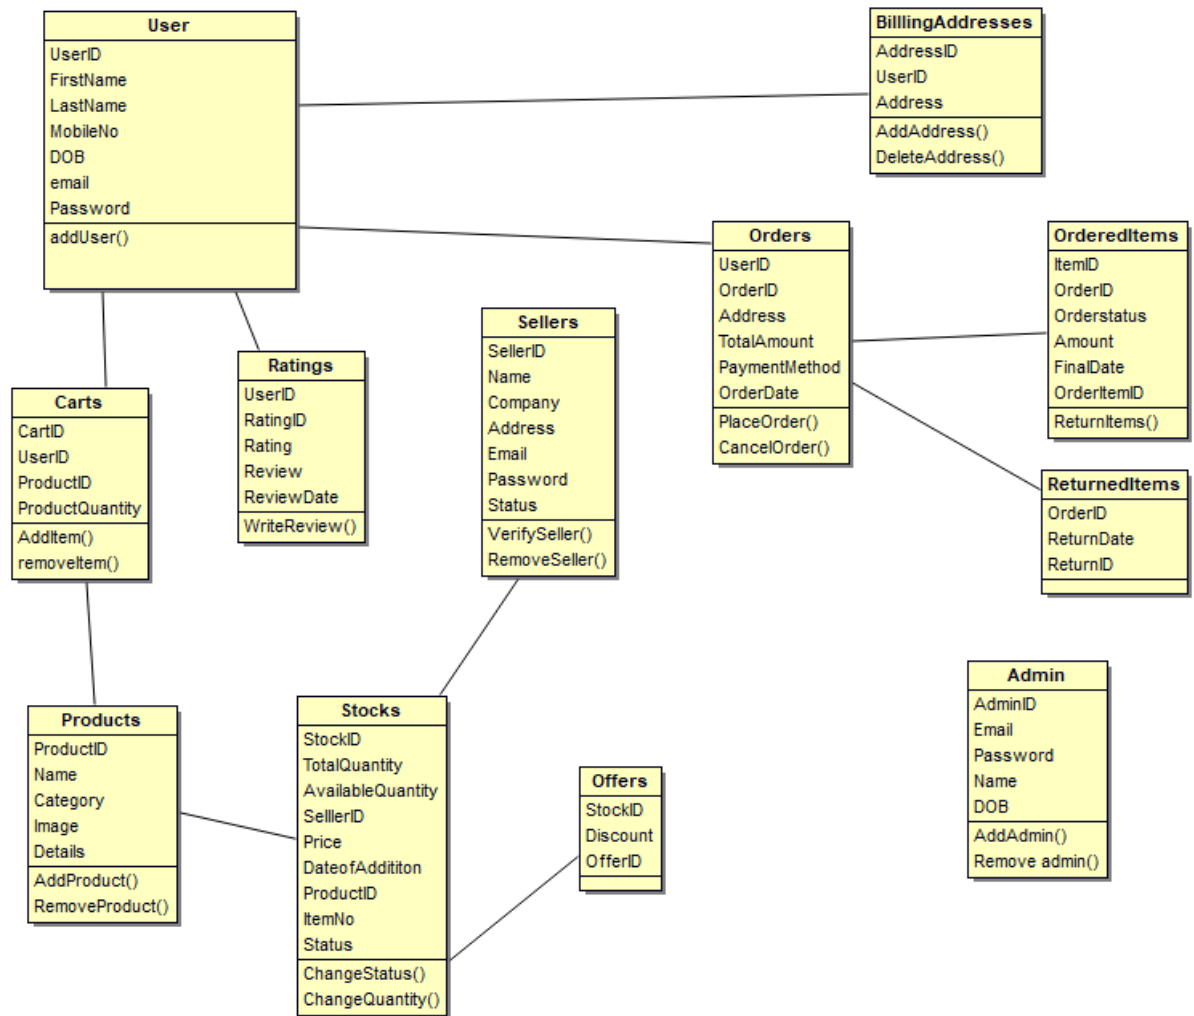 User
UserID
FirstName
LastName
MobileNo
DOB
email
Password
addUser()
BilllingAddresses
AddressID
UserID
Address
AddAddress()
DeleteAddress()
Orders
UserID
OrderID
Address
TotalAmount
PaymentMethod
OrderDate
PlaceOrder()
CancelOrder()
OrderedItems
ItemID
OrderID
Orderstatus
Amount
FinalDate
OrderItemID
ReturnItems()
Sellers
SellerID
Name
Company
Address
Email
Password
Status
VerifySeller()
RemoveSeller()
Ratings
UserID
RatingID
Rating
Review
ReviewDate
WriteReview()
Carts
CartID
UserID
ProductID
ProductQuantity
AddItem()
removeItem()
ReturnedItems
OrderID
ReturnDate
ReturnID
Admin
AdminID
Email
Password
Name
DOB
AddAdmin()
Remove admin()
Products
ProductID
Name
Category
Image
Details
AddProduct()
RemoveProduct()
Stocks
StockID
TotalQuantity
AvailableQuantity
SelllerID
Price
DateofAddititon
ProductID
ItemNo
Status
ChangeStatus()
ChangeQuantity()
Offers
StockID
Discount
OfferID